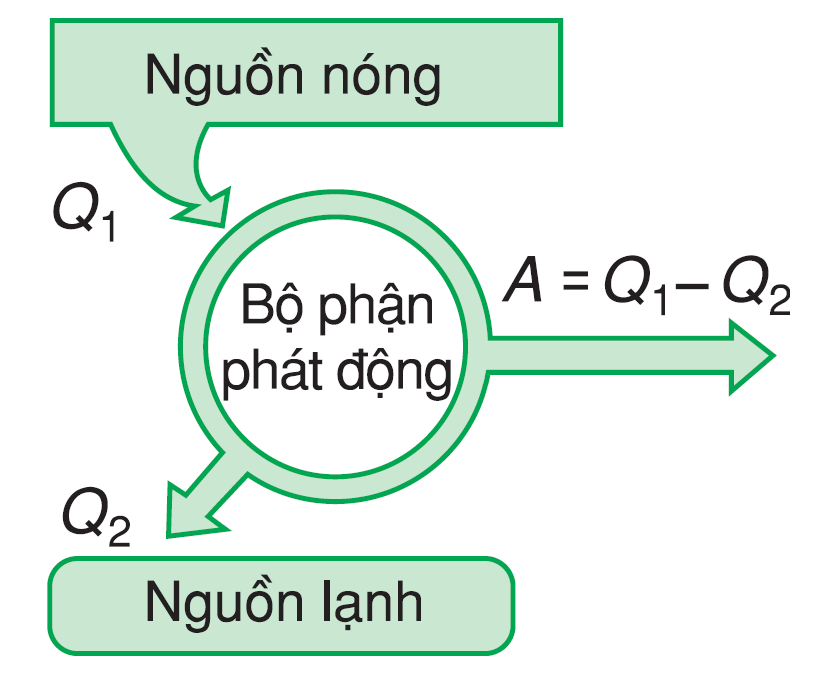 Nguồn nóng
Q₁
A = Q₁ – Q₂
Bộ phận
phát động
Q₂
Nguồn lạnh